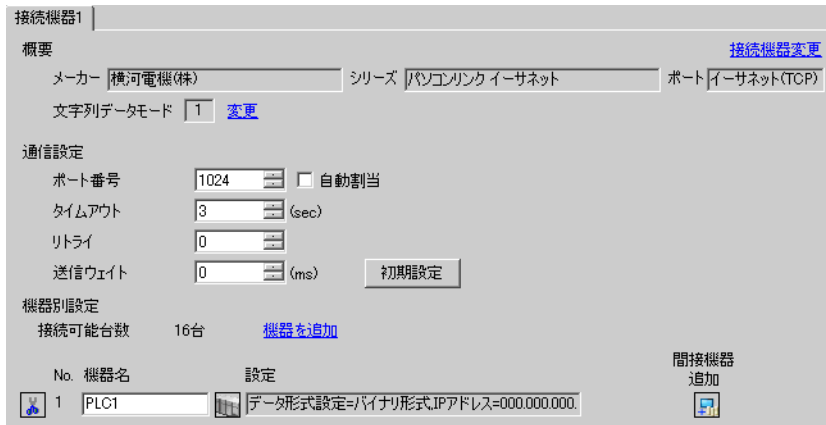 接続機器1
概要 接続機器変更
メーカー 横河電機(株) シリーズ パソコンリンク イーサネット ポート イーサネット(TCP)
文字列データモード 1 変更
通信設定
ポート番号 1024 自動割当
タイムアウト 3 (sec)
リトライ 0
送信ウェイト 0 (ms) 初期設定
機器別設定
接続可能台数 16台 機器を追加
間接機器
No. 機器名 設定 追加
1 PLC1 データ形式設定=バイナリ形式,IPアドレス=000.000.000.